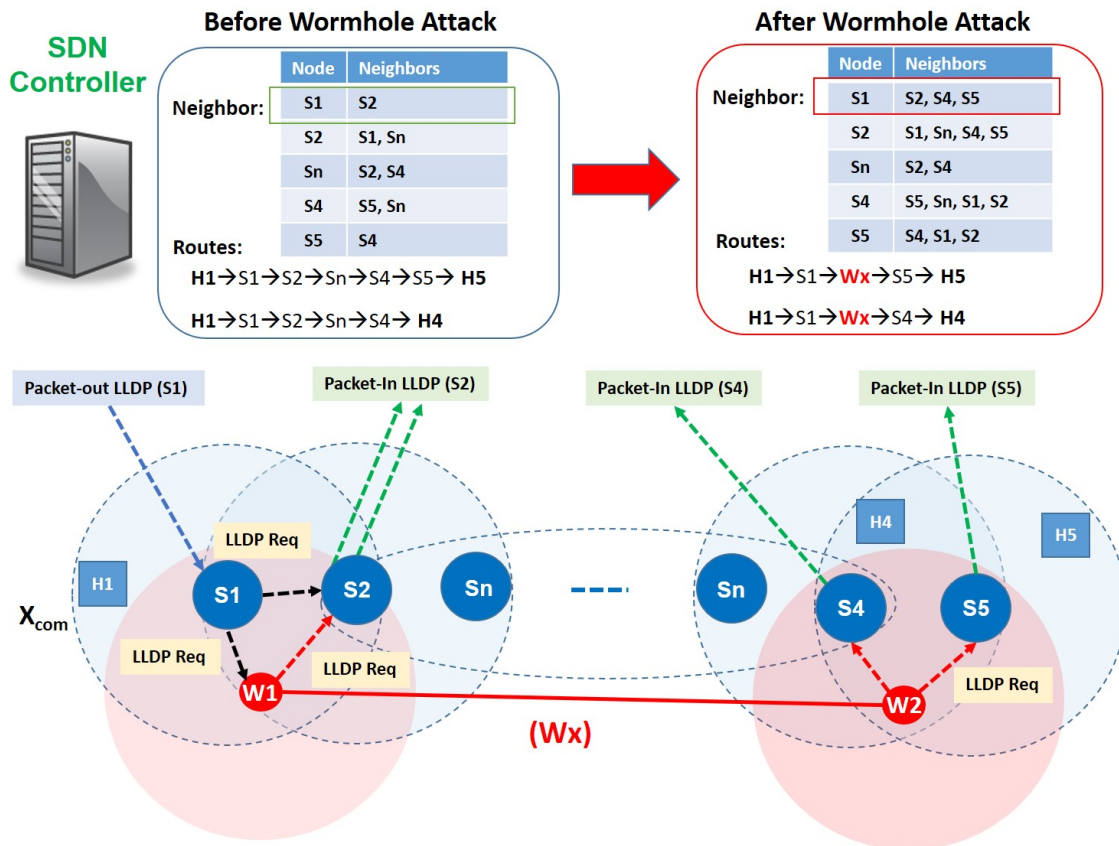 SDN
Controller
Before Wormhole Attack
Node Neighbors
Neighbor:
S1 S2
S2 S1, Sn
Sn S2, S4
S4 S5, Sn
S5 S4
Routes:
H1→S1→S2→Sn→S4→S5→ H5
H1→S1→S2→Sn→S4→ H4
After Wormhole Attack
Node Neighbors
Neighbor:
S1 S2, S4, S5
S2 S1, Sn, S4, S5
Sn S2, S4
S4 S5, Sn, S1, S2
S5 S4, S1, S2
Routes:
H1→S1→Wx→S5→ H5
H1→S1→Wx→S4→ H4
Packet-out LLDP (S1)
Packet-In LLDP (S2)
Packet-In LLDP (S4)
Packet-In LLDP (S5)
H4
H5
LLDP Req
H1
S1
S2
Sn
Sn
S4
S5
Xcom
LLDP Req
LLDP Req
LLDP Req
W1
W2
(Wx)